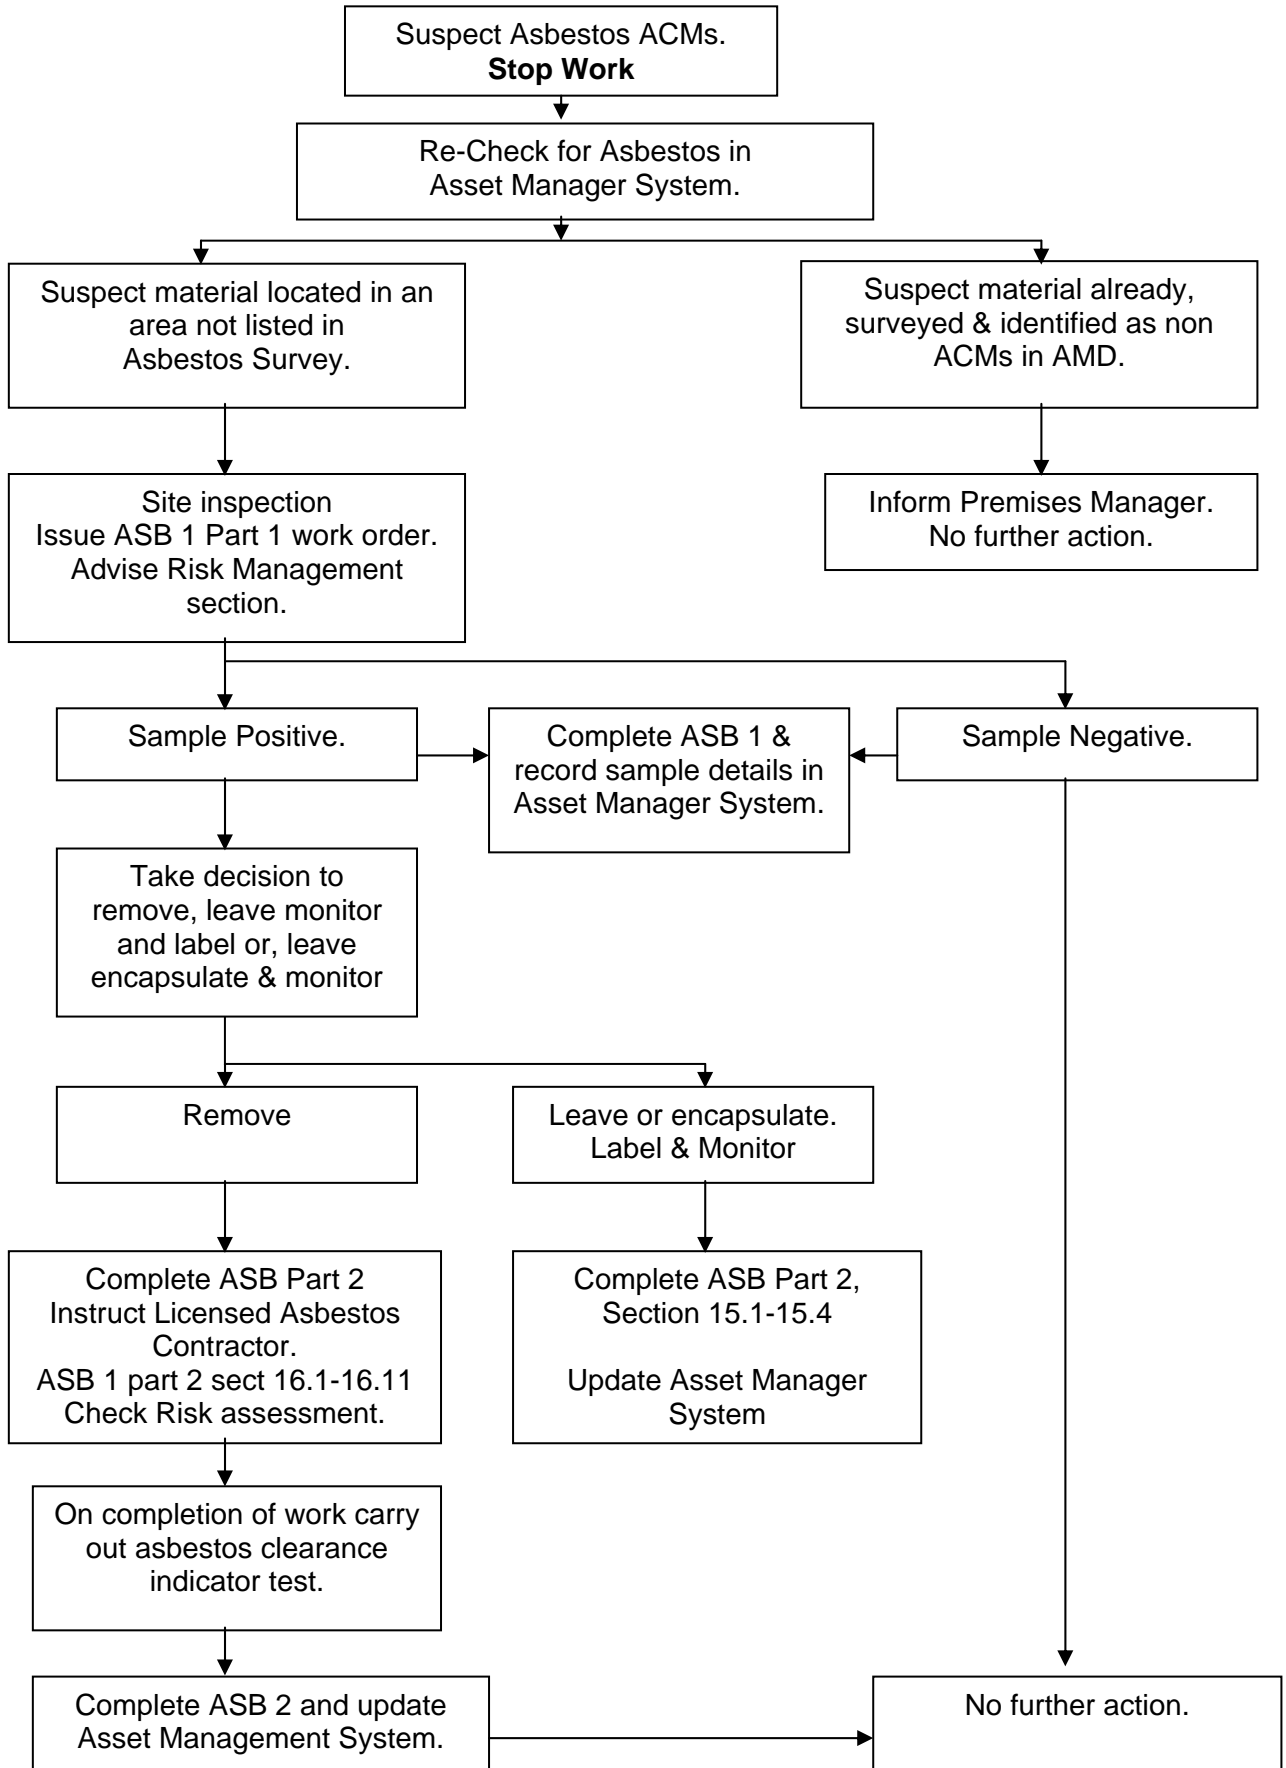 Suspect Asbestos ACMs.
Stop Work
Re-Check for Asbestos in
Asset Manager System.
Suspect material located in an
area not listed in
Asbestos Survey.
Suspect material already,
surveyed & identified as non
ACMs in AMD.
Site inspection
Issue ASB 1 Part 1 work order.
Advise Risk Management
section.
Inform Premises Manager.
No further action.
Sample Positive.
Complete ASB 1 &
record sample details in
Asset Manager System.
Sample Negative.
Take decision to
remove, leave monitor
and label or, leave
encapsulate & monitor
Remove
Leave or encapsulate.
Label & Monitor
Complete ASB Part 2
Instruct Licensed Asbestos
Contractor.
ASB 1 part 2 sect 16.1-16.11
Check Risk assessment.
Complete ASB Part 2,
Section 15.1-15.4
Update Asset Manager
System
On completion of work carry
out asbestos clearance
indicator test.
Complete ASB 2 and update
Asset Management System.
No further action.